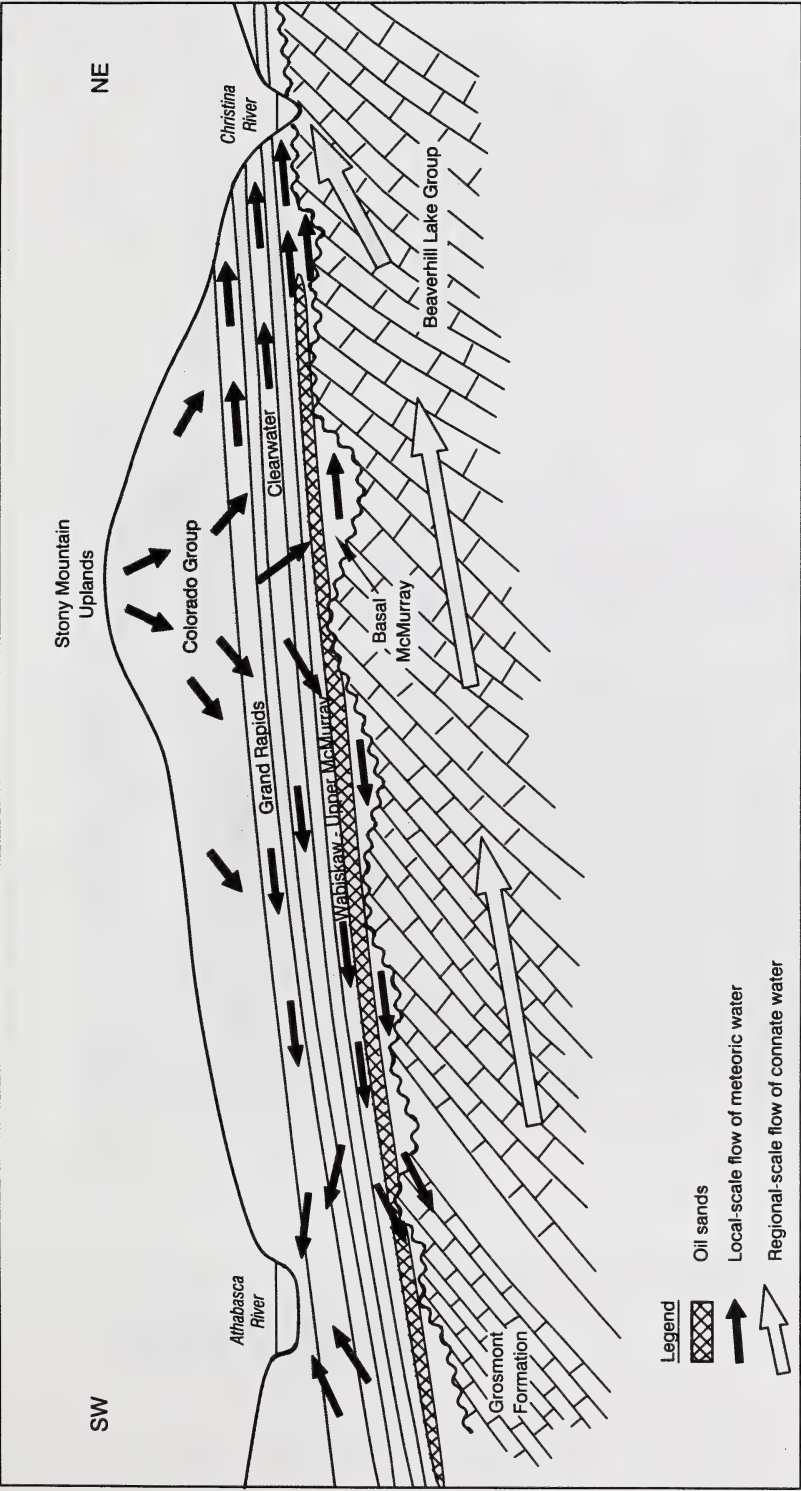 SW
NE
Stony Mountain
Uplands
Athabasca
River
Christina
River
Colorado Group
Grand Rapids
Clearwater
Wabiskaw - Upper McMurray
Basal
McMurray
Beaverhill Lake Group
Grosmont
Formation
Legend
Oil sands
Local-scale flow of meteoric water
Regional-scale flow of connate water